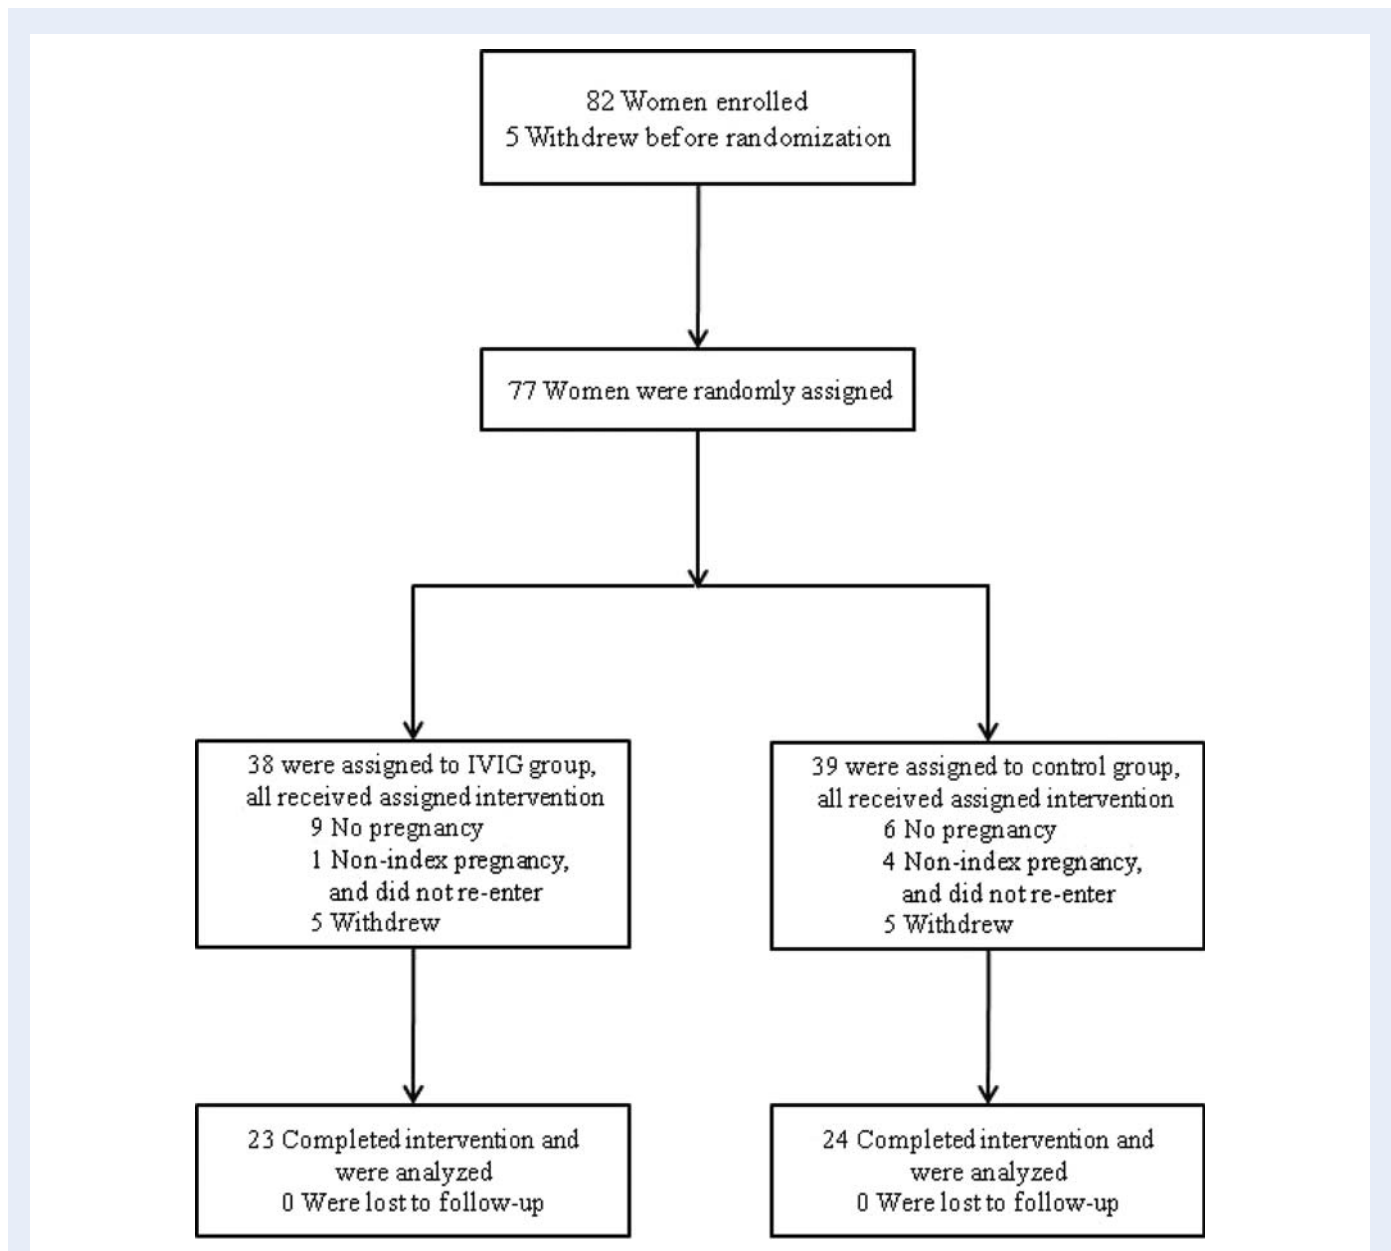 82 Women enrolled
5 Withdrew before randomization
77 Women were randomly assigned
38 were assigned to IVIG group,
all received assigned intervention
9 No pregnancy
1 Non-index pregnancy,
and did not re-enter
5 Withdrew
39 were assigned to control group,
all received assigned intervention
6 No pregnancy
4 Non-index pregnancy,
and did not re-enter
5 Withdrew
23 Completed intervention and
were analyzed
0 Were lost to follow-up
24 Completed intervention and
were analyzed
0 Were lost to follow-up